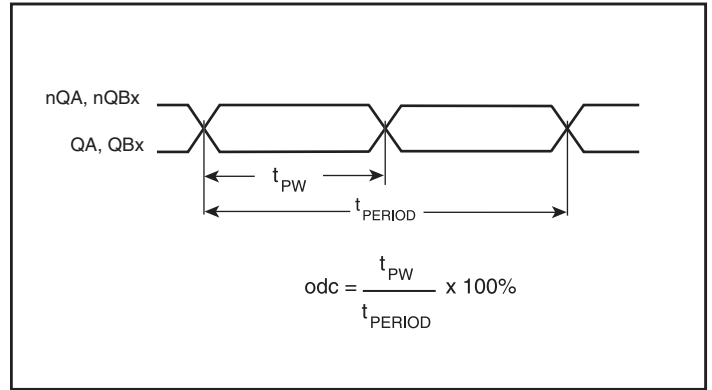 nQA, nQBx
QA, QBx
tPW
tPERIOD
odc = tPW / tPERIOD x 100%